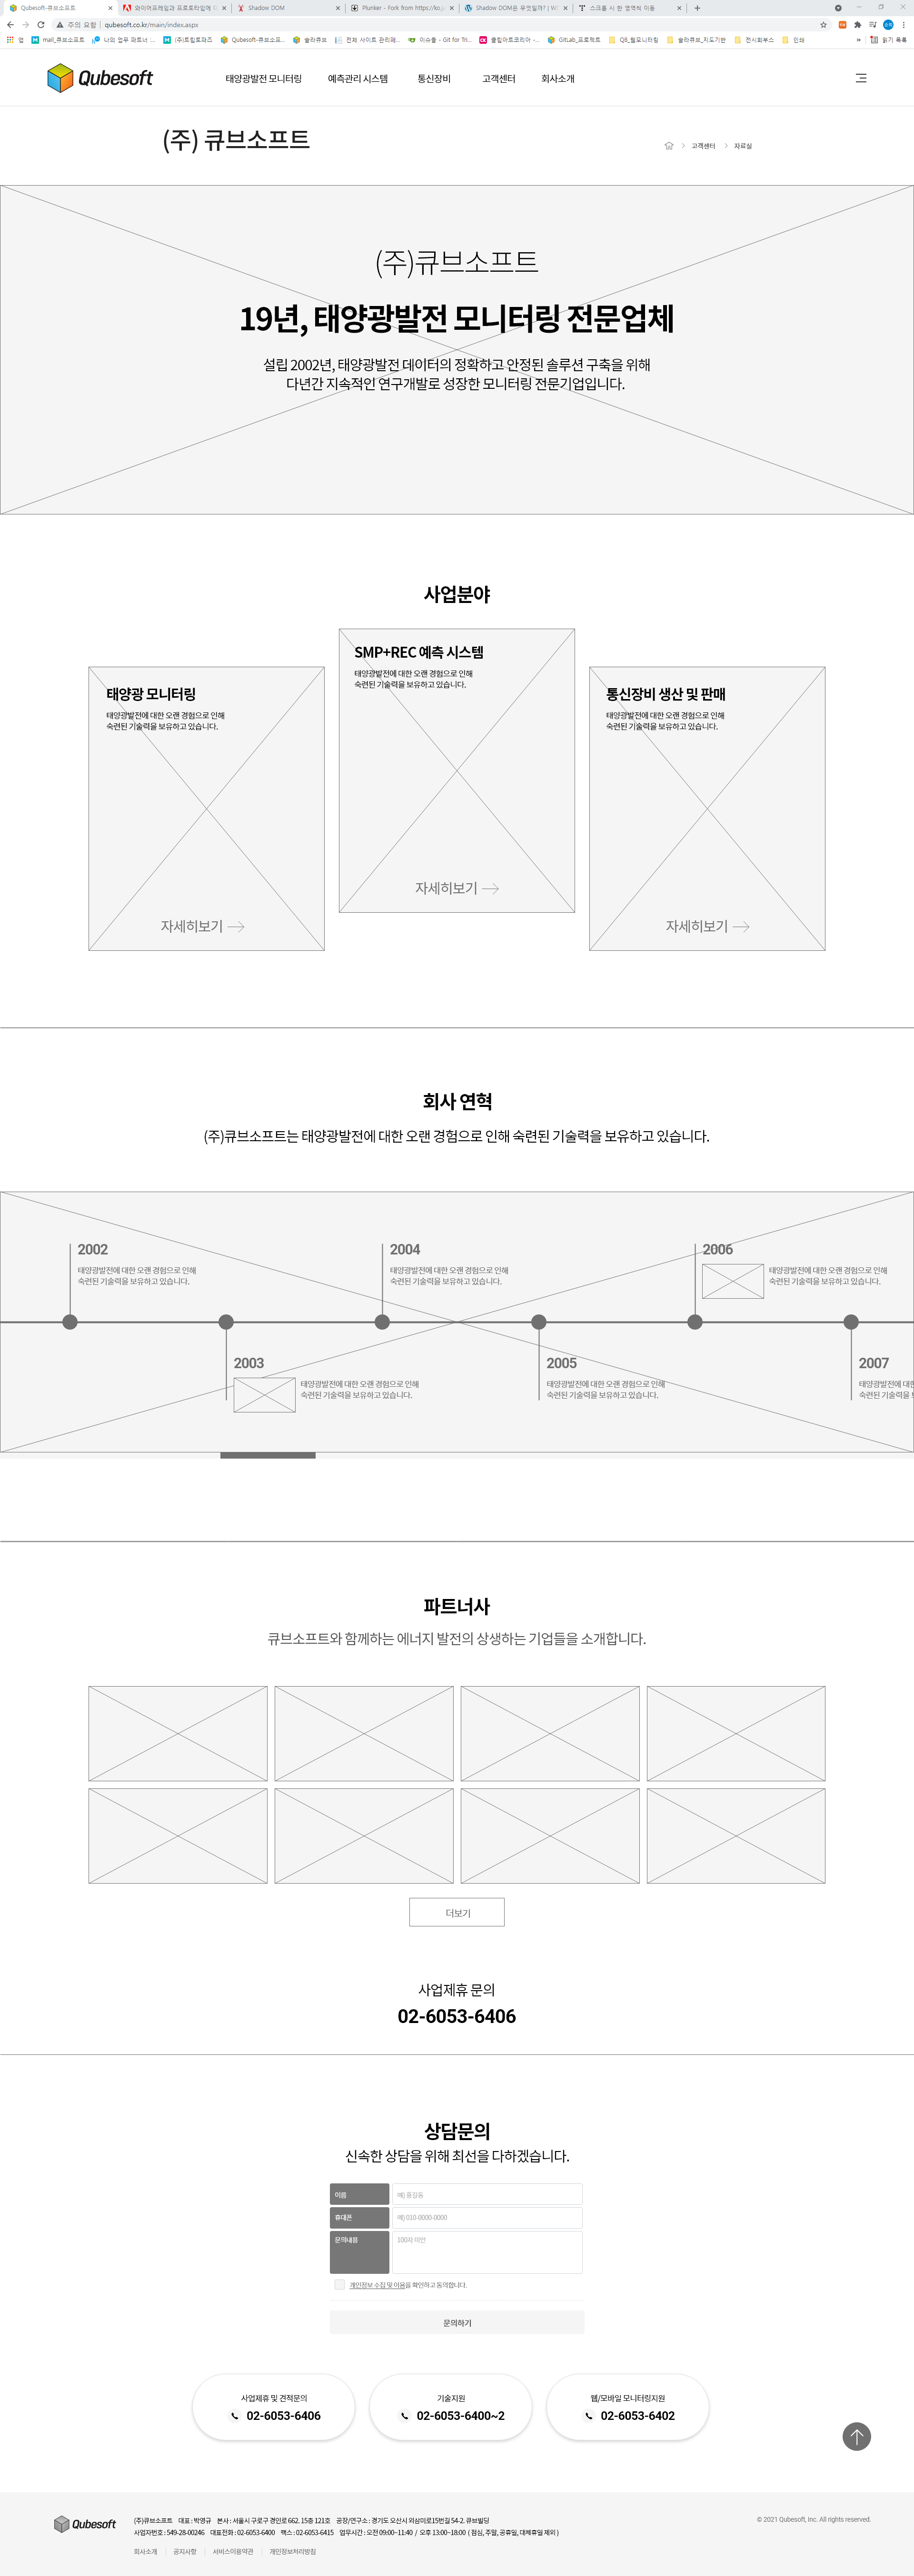 Qubesoft-큐브소프트
와이어프레임과 프로토타입에 대
Shadow DOM
Plunker - Fork from https://ko.j
Shadow DOM은 무엇일까? | WI
스크롤 시 한 영역씩 이동
주의 요함 | qubesoft.co.kr/main/index.aspx
앱
mail_큐브소프트
나의 업무 파트너 :...
(주)트립토파즈
Qubesoft-큐브소프...
솔라큐브
전체 사이트 관리페...
이슈들 - Git for Tri...
클립아트코리아 -...
GitLab_프로젝트
Q8_웹모니터링
솔라큐브_지도기반
전시회부스
인쇄
»
읽기 목록
Qubesoft
태양광발전 모니터링
예측관리 시스템
통신장비
고객센터
회사소개
(주) 큐브소프트
고객센터
자료실
(주)큐브소프트
19년, 태양광발전 모니터링 전문업체
설립 2002년, 태양광발전 데이터의 정확하고 안정된 솔루션 구축을 위해
다년간 지속적인 연구개발로 성장한 모니터링 전문기업입니다.
사업분야
태양광 모니터링
태양광발전에 대한 오랜 경험으로 인해
숙련된 기술력을 보유하고 있습니다.
자세히보기
SMP+REC 예측 시스템
태양광발전에 대한 오랜 경험으로 인해
숙련된 기술력을 보유하고 있습니다.
자세히보기
통신장비 생산 및 판매
태양광발전에 대한 오랜 경험으로 인해
숙련된 기술력을 보유하고 있습니다.
자세히보기
회사 연혁
(주)큐브소프트는 태양광발전에 대한 오랜 경험으로 인해 숙련된 기술력을 보유하고 있습니다.
2002
태양광발전에 대한 오랜 경험으로 인해
숙련된 기술력을 보유하고 있습니다.
2004
태양광발전에 대한 오랜 경험으로 인해
숙련된 기술력을 보유하고 있습니다.
2006
태양광발전에 대한 오랜 경험으로 인해
숙련된 기술력을 보유하고 있습니다.
2003
태양광발전에 대한 오랜 경험으로 인해
숙련된 기술력을 보유하고 있습니다.
2005
태양광발전에 대한 오랜 경험으로 인해
숙련된 기술력을 보유하고 있습니다.
2007
태양광발전에 대한
숙련된 기술력을
파트너사
큐브소프트와 함께하는 에너지 발전의 상생하는 기업들을 소개합니다.
더보기
사업제휴 문의
02-6053-6406
상담문의
신속한 상담을 위해 최선을 다하겠습니다.
이름
예) 홍길동
휴대폰
예) 010-0000-0000
문의내용
100자 미만
개인정보 수집 및 이용을 확인하고 동의합니다.
문의하기
사업제휴 및 견적문의
02-6053-6406
기술지원
02-6053-6400~2
웹/모바일 모니터링지원
02-6053-6402
Qubesoft
(주)큐브소프트 대표 : 박영규 본사 : 서울시 구로구 경인로 662. 15층 121호 공장/연구소 : 경기도 오산시 외삼미로15번길 54-2. 큐브빌딩
사업자번호 : 549-28-00246 대표전화 : 02-6053-6400 팩스 : 02-6053-6415 업무시간 : 오전 09:00~11:40 / 오후 13:00~18:00 ( 점심, 주말, 공휴일, 대체휴일 제외 )
회사소개 | 공지사항 | 서비스이용약관 | 개인정보처리방침
© 2021 Qubesoft, Inc. All rights reserved.